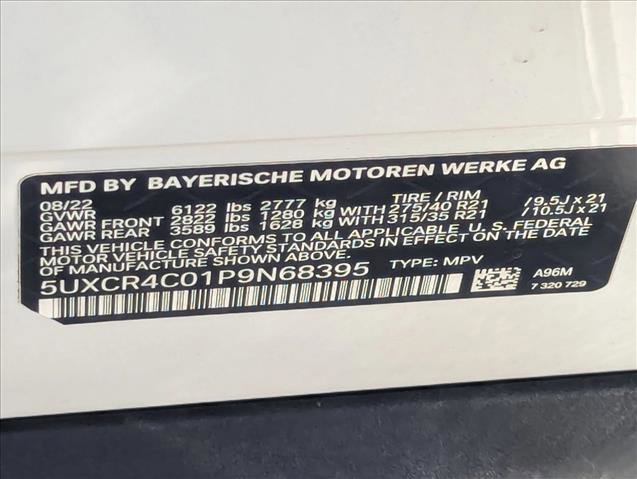 MFD BY BAYERISCHE MOTOREN WERKE AG
08/22 TIRE / RIM
GVWR 6122 lbs 2777 kg
GAWR FRONT 2822 lbs 1280 kg WITH 275/40 R21 / 9.5J x 21
GAWR REAR 3589 lbs 1628 kg WITH 315/35 R21 / 10.5J x 21
THIS VEHICLE CONFORMS TO ALL APPLICABLE U.S. FEDERAL
MOTOR VEHICLE SAFETY STANDARDS IN EFFECT ON THE DATE
OF MANUFACTURE SHOWN ABOVE.
5UXCR4C01P9N68395 TYPE: MPV
A96M
7 320 729